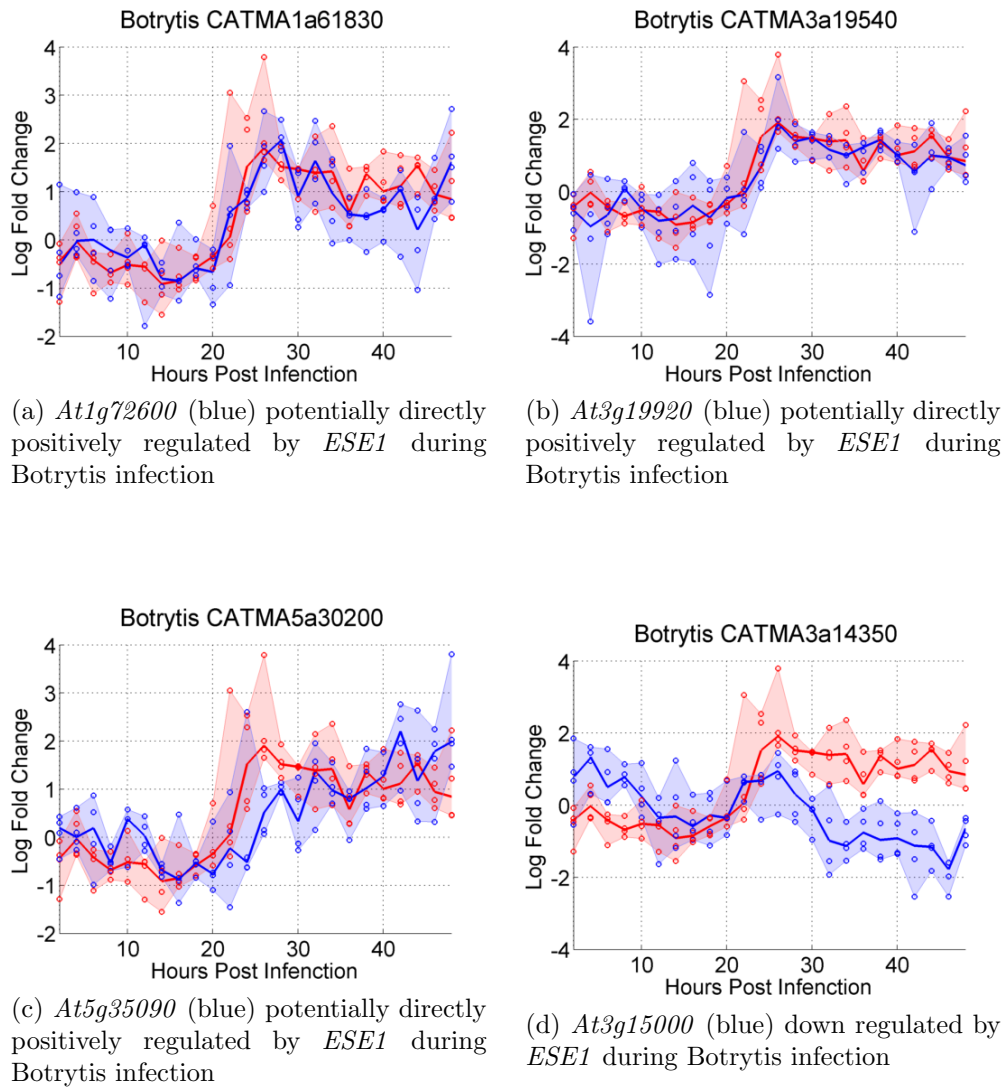 Botrytis CATMA1a61830
4
3
2
1
0
-1
-2
Log Fold Change
10
20
30
40
Hours Post Infenction
(a) At1g72600 (blue) potentially directly
positively regulated by ESE1 during
Botrytis infection
Botrytis CATMA3a19540
4
2
0
-2
-4
Log Fold Change
10
20
30
40
Hours Post Infenction
(b) At3g19920 (blue) potentially directly
positively regulated by ESE1 during
Botrytis infection
Botrytis CATMA5a30200
4
3
2
1
0
-1
-2
Log Fold Change
10
20
30
40
Hours Post Infenction
(c) At5g35090 (blue) potentially directly
positively regulated by ESE1 during
Botrytis infection
Botrytis CATMA3a14350
4
2
0
-2
-4
Log Fold Change
10
20
30
40
Hours Post Infenction
(d) At3g15000 (blue) down regulated by
ESE1 during Botrytis infection